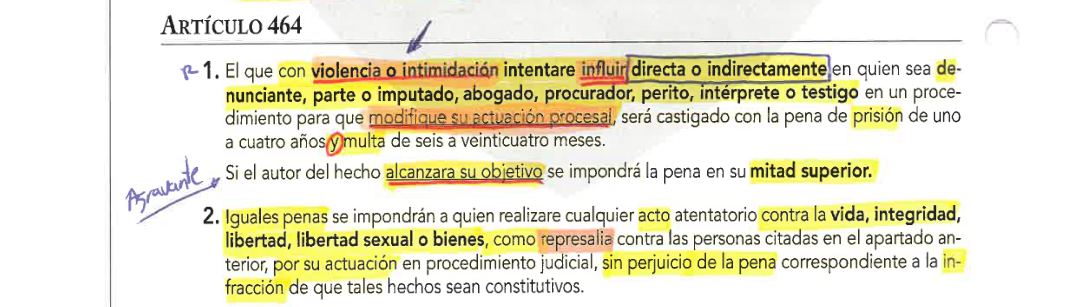 ARTÍCULO 464
1. El que con violencia o intimidación intentare influir directa o indirectamente en quien sea de-
nunciante, parte o imputado, abogado, procurador, perito, intérprete o testigo en un proce-
dimiento para que modifique su actuación procesal, será castigado con la pena de prisión de uno
a cuatro años y multa de seis a veinticuatro meses.
Agravante
Si el autor del hecho alcanzara su objetivo se impondrá la pena en su mitad superior.
2. Iguales penas se impondrán a quien realizare cualquier acto atentatorio contra la vida, integridad,
libertad, libertad sexual o bienes, como represalia contra las personas citadas en el apartado an-
terior, por su actuación en procedimiento judicial, sin perjuicio de la pena correspondiente a la in-
fracción de que tales hechos sean constitutivos.